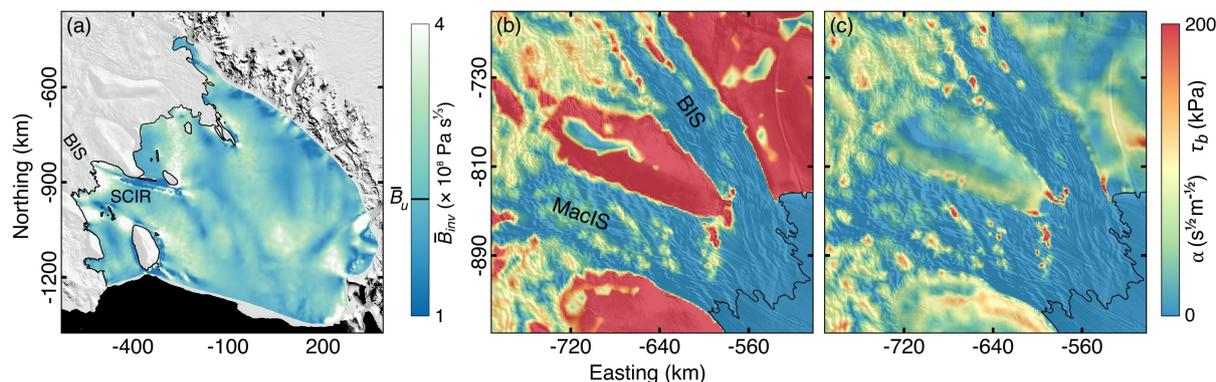 (a)
BIS
SCIR
-600
-900
-1200
Northing (km)
-400
-100
200
4
B̄u
1
B̄inv (× 10⁸ Pa s^⅓)
(b)
BIS
MacIS
-730
-810
-890
-720
-640
-560
Easting (km)
(c)
-720
-640
-560
200
0
α (s^½ m^-½) τb (kPa)